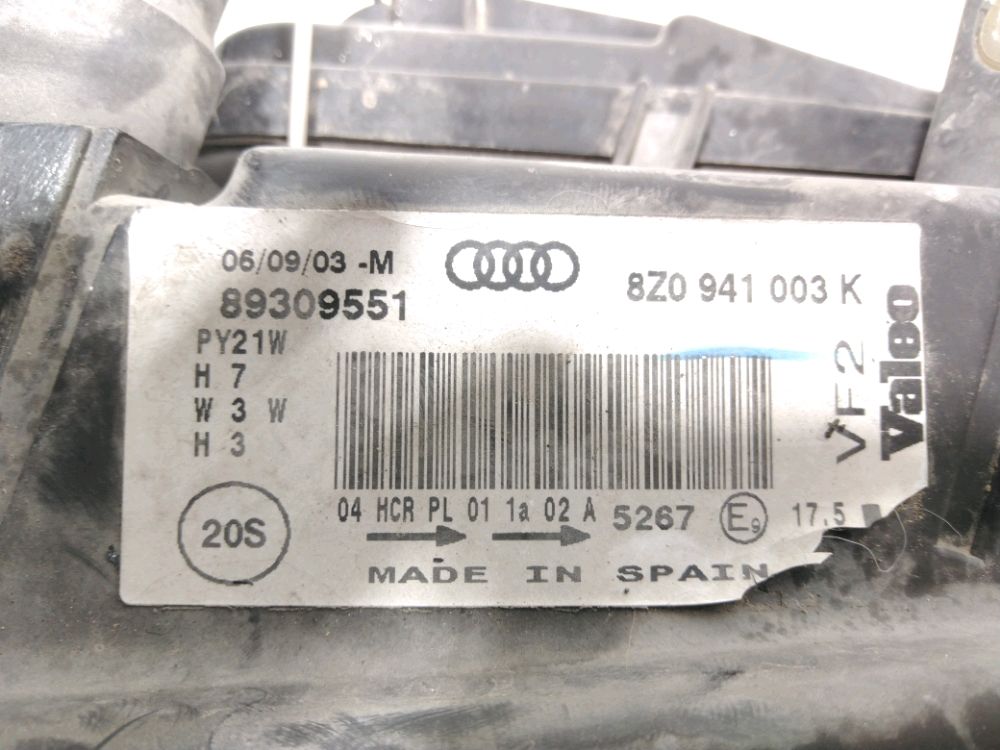 06/09/03 -M
89309551
8Z0 941 003 K
PY21W
H 7
W 3 W
H 3
VF2
Valeo
20S
04 HCR PL 01 1a 02 A 5267 E9 17.5
MADE IN SPAIN